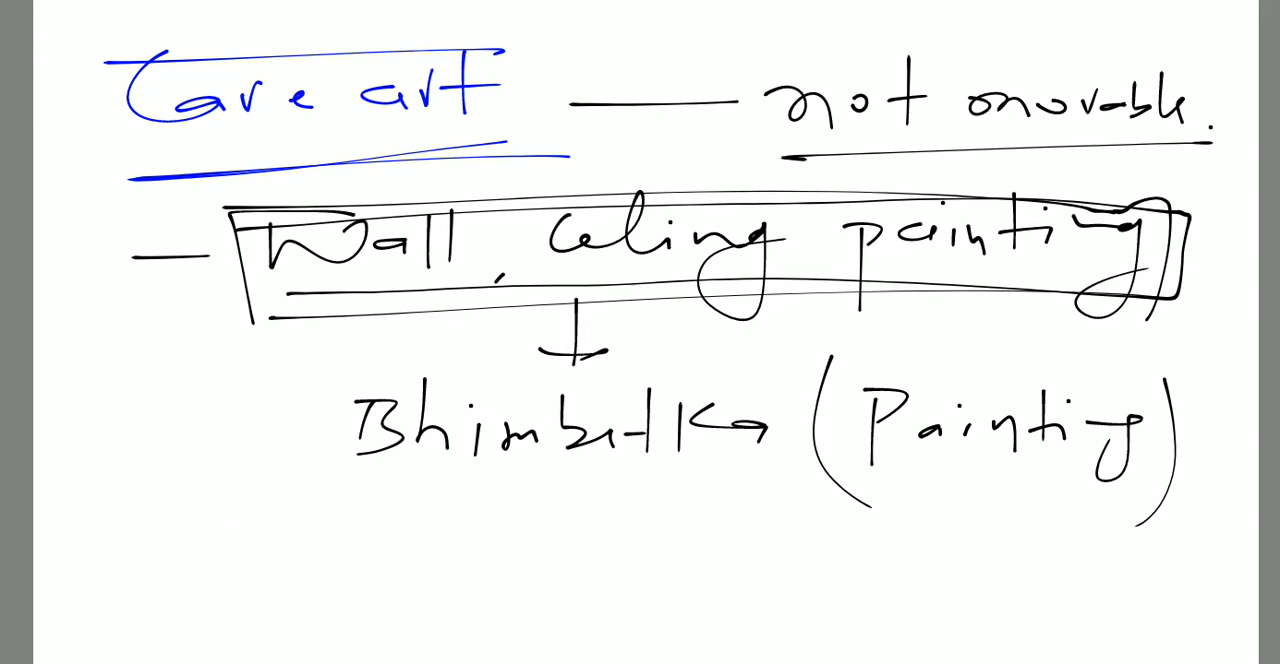 Cave art — not movable.
— Wall, celing painting
Bhimbetka (Painting)